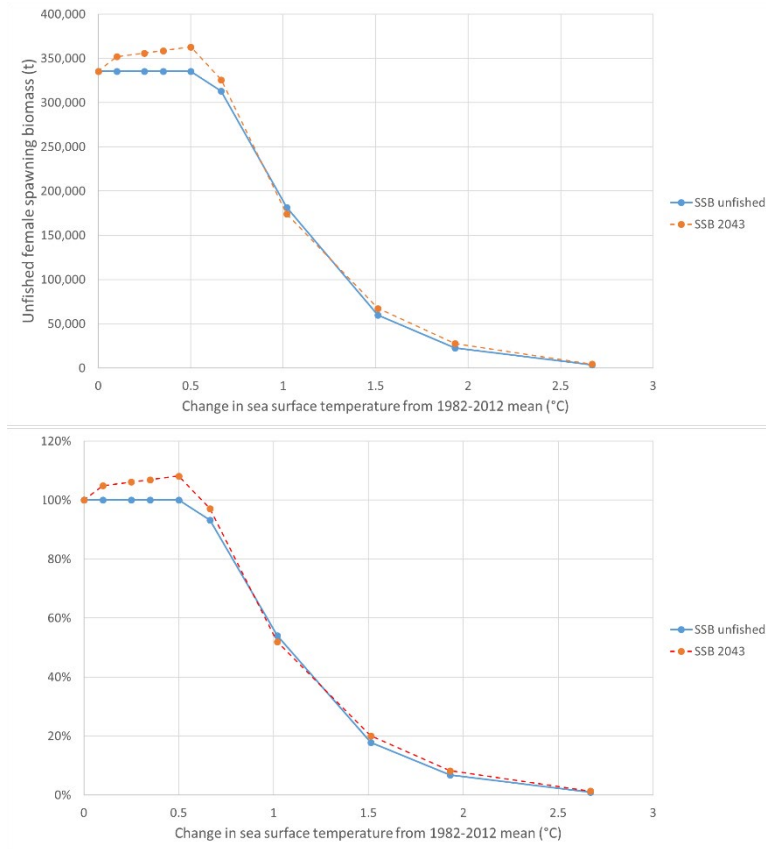 400,000
350,000
300,000
250,000
200,000
150,000
100,000
50,000
0
Unfished female spawning biomass (t)
0 0.5 1 1.5 2 2.5 3
Change in sea surface temperature from 1982-2012 mean (°C)
SSB unfished
SSB 2043
120%
100%
80%
60%
40%
20%
0%
0 0.5 1 1.5 2 2.5 3
Change in sea surface temperature from 1982-2012 mean (°C)
SSB unfished
SSB 2043